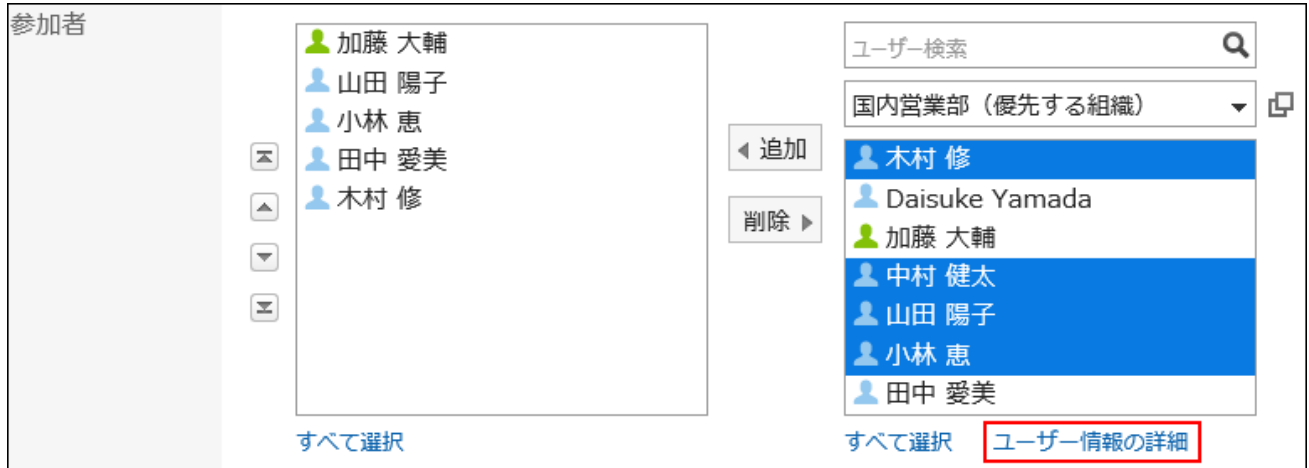 参加者
加藤 大輔
山田 陽子
小林 恵
田中 愛美
木村 修
すべて選択
追加
削除
ユーザー検索
国内営業部（優先する組織）
木村 修
Daisuke Yamada
加藤 大輔
中村 健太
山田 陽子
小林 恵
田中 愛美
すべて選択 ユーザー情報の詳細